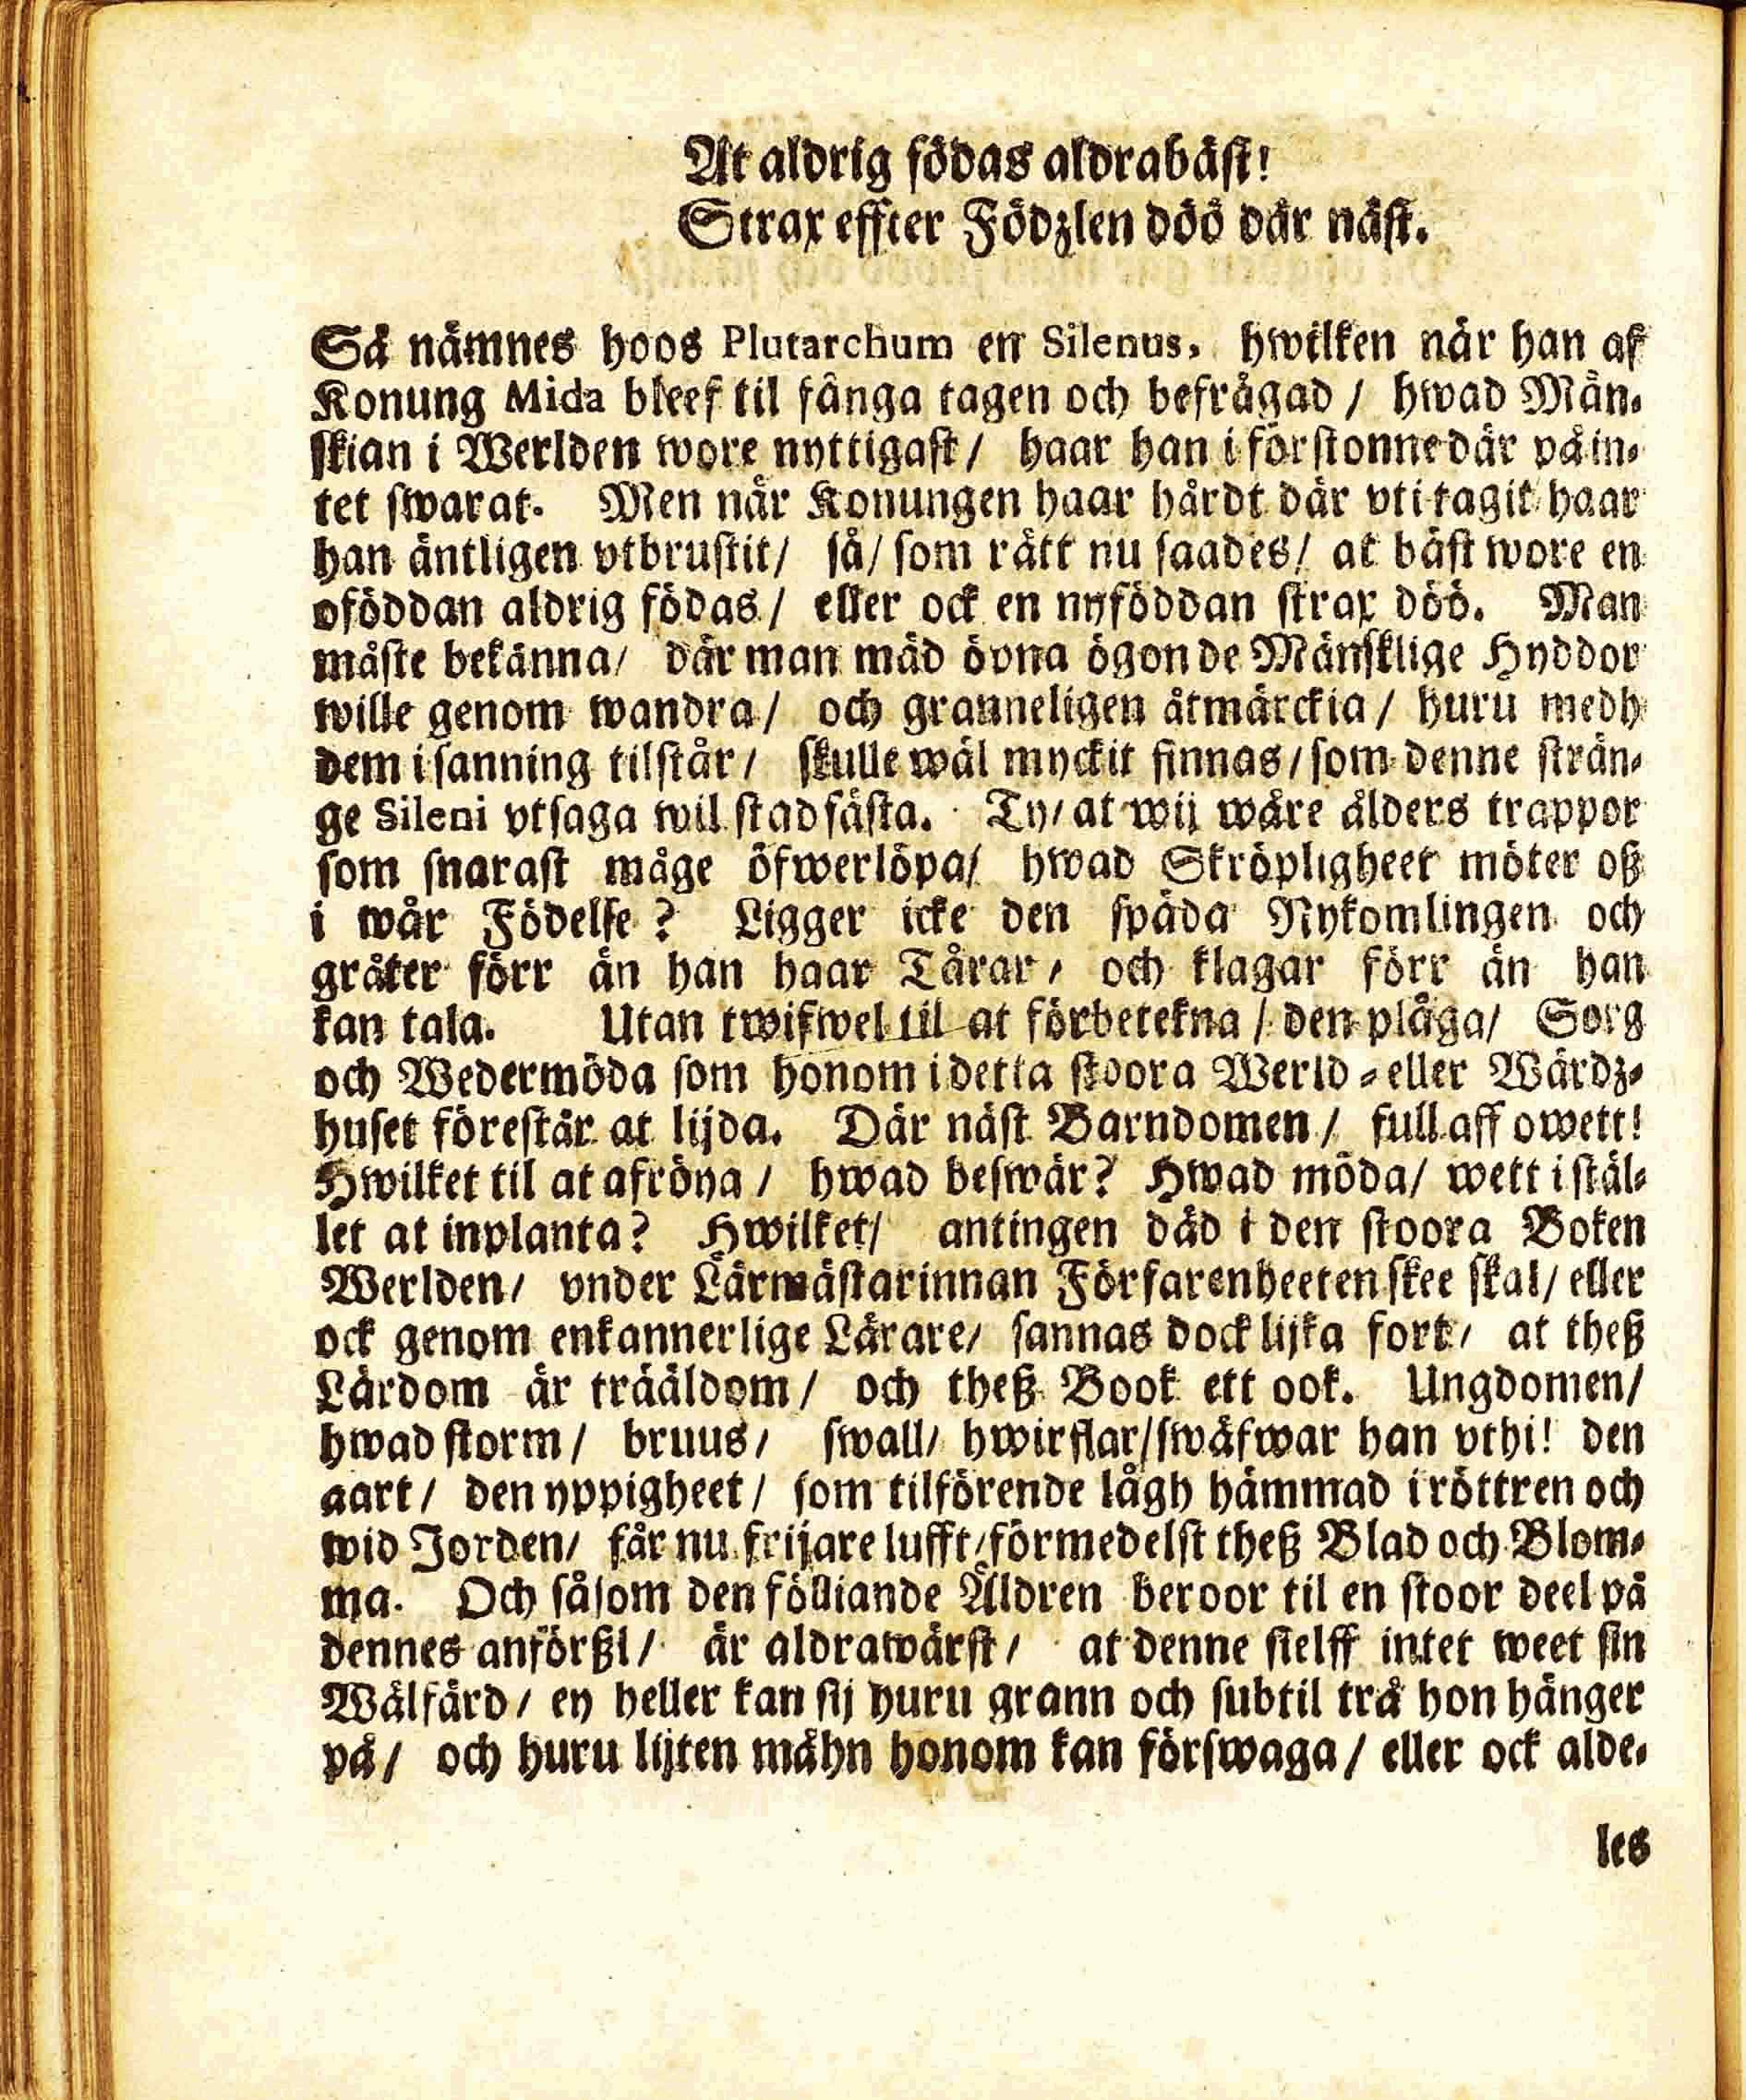 At aldrig födas aldrabäst!
Strax effter Födzlen döö där näst.
Så nämnes hoos Plutarchum en Silenus, hwilken när han af
Konung Mida bleef til fånga tagen och befrågad / hwad Män-
skian i Werlden wore nyttigast / haar han i förstonne där på in-
tet swarat. Men när Konungen haar hårdt där vti tagit haar
han äntligen vtbrustit / så / som rätt nu saades / at bäst wore en
oföddan aldrig födas / eller ock en nyföddan strax döö. Man
måste bekänna / där man mäd öpna ögon de Mänsklige Hyddor
wille genom wandra / och granneligen åtmärckia / huru medh
dem i sanning tilstår / skulle wäl myckit finnas / som denne strän-
ge Sileni vtsaga wil stadfästa. Ty / at wij wåre ålders trappor
som snarast måge öfwerlöpa / hwad Skröpligheet möter oß
i wår Födelse ? Ligger icke den späda Nykomlingen och
gråter förr än han haar Tårar / och klagar förr än han
kan tala. Utan twifwel til at förbetekna / den plåga / Sorg
och Wedermöda som honom i detta stoora Werld - eller Wärdz-
huset förestår at lijda. Där näst Barndomen / full aff owett!
Hwilket til at afröna / hwad beswär? Hwad möda / wett i stäl-
let at inplanta? Hwilket / antingen däd i den stoora Boken
Werlden / vnder Lärmästarinnan Förfarenheeten skee skal / eller
ock genom enkannerlige Lärare / sannas dock lijka fort / at theß
Lärdom är träåldom / och theß Book ett ook. Ungdomen /
hwad storm / bruus / swall / hwirflar / swäfwar han vthi! den
aart / den yppigheet / som tilförende lågh hämmad i röttren och
wid Jorden / får nu frijare lufft / förmedelst theß Blad och Blom-
ma. Och såsom den fölliande Åldren beroor til en stoor deel på
dennes anförßl / är aldrawärst / at denne sielff intet weet sin
Wälfärd / ey heller kan sij huru grann och subtil trå hon hänger
på / och huru lijten måhn honom kan förswaga / eller ock alde-
les